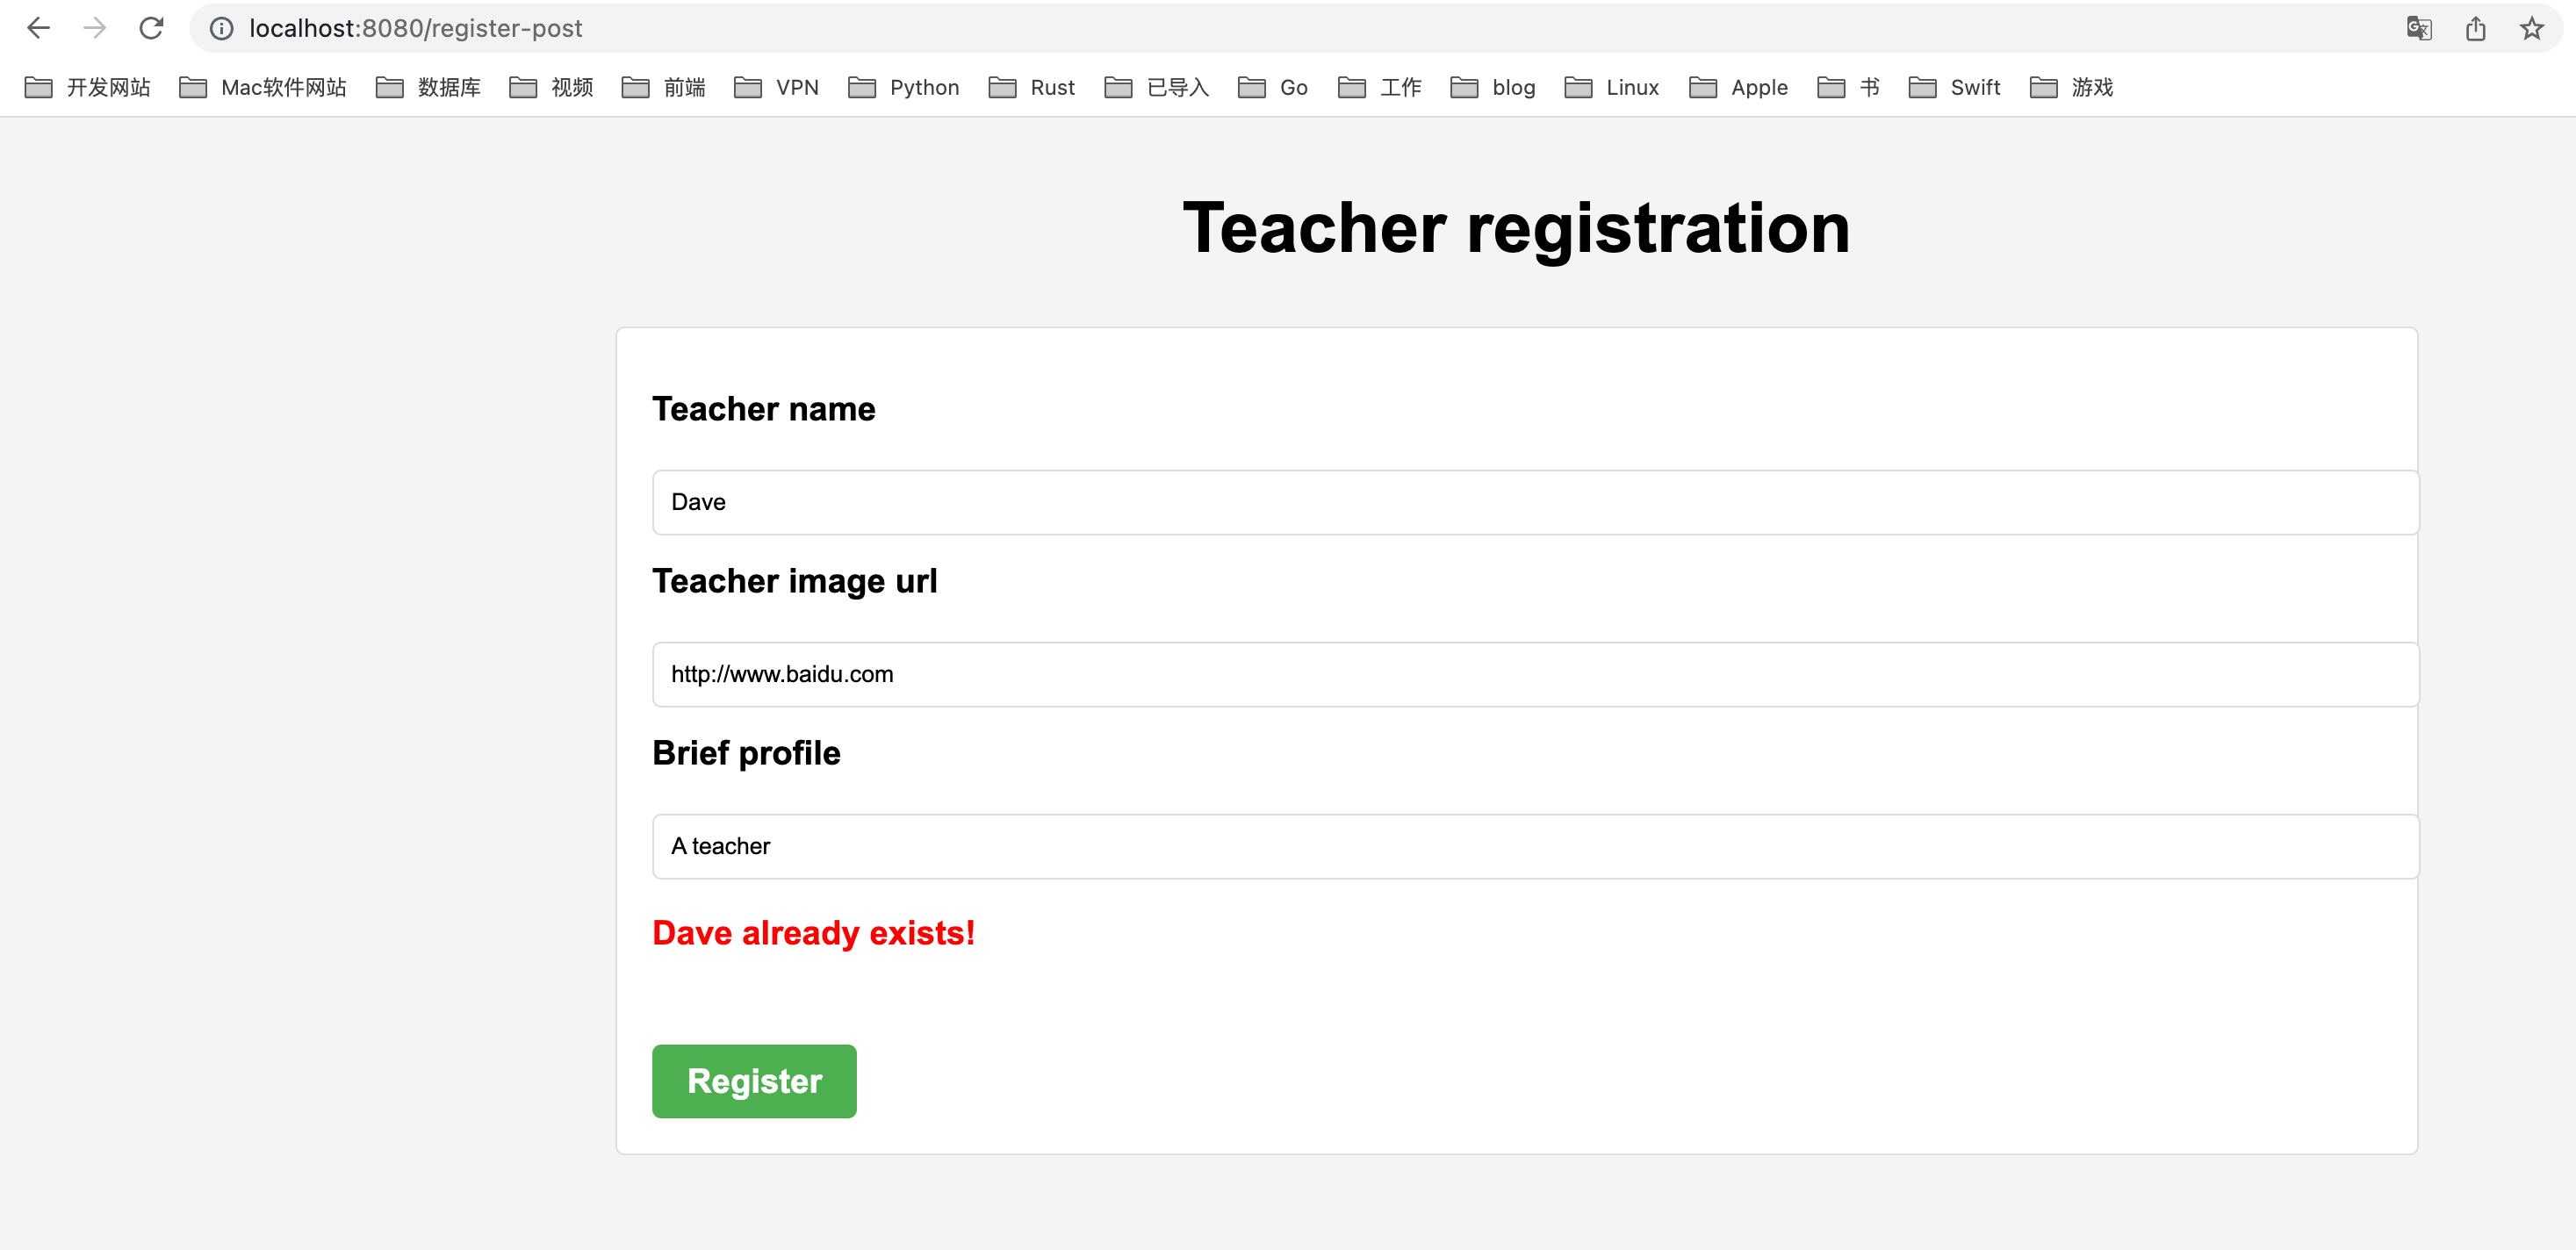 localhost:8080/register-post
开发网站 Mac软件网站 数据库 视频 前端 VPN Python Rust 已导入 Go 工作 blog Linux Apple 书 Swift 游戏
Teacher registration
Teacher name
Dave
Teacher image url
http://www.baidu.com
Brief profile
A teacher
Dave already exists!
Register